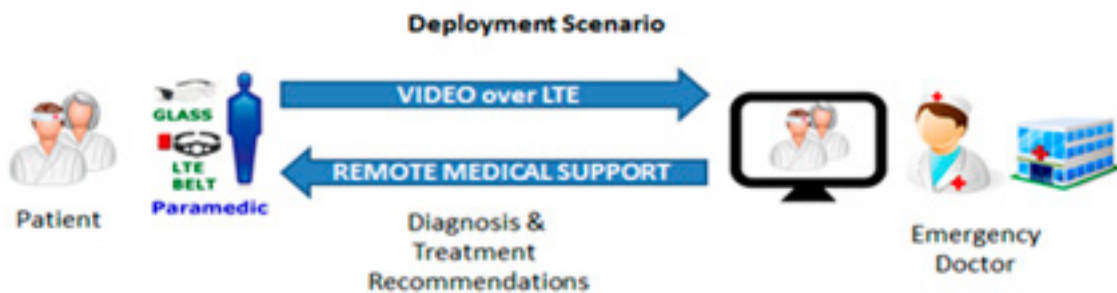 Deployment Scenario
VIDEO over LTE
GLASS
REMOTE MEDICAL SUPPORT
LTE
BELT
Paramedic
Patient
Diagnosis &
Treatment
Recommendations
Emergency
Doctor